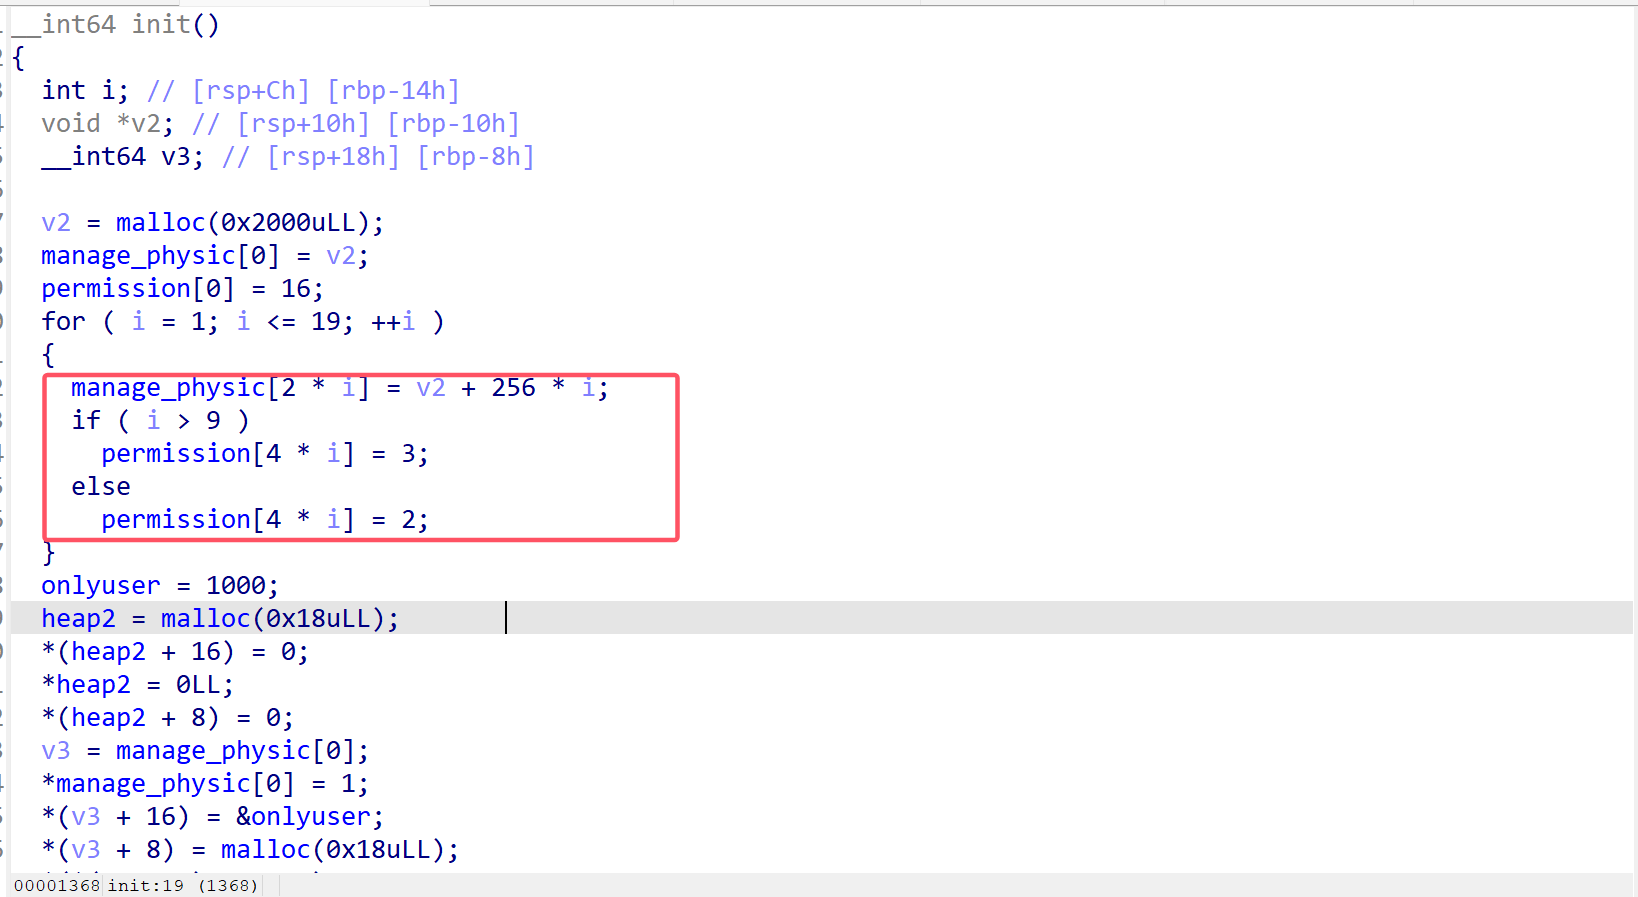 __int64 init()
{
  int i; // [rsp+Ch] [rbp-14h]
  void *v2; // [rsp+10h] [rbp-10h]
  __int64 v3; // [rsp+18h] [rbp-8h]

  v2 = malloc(0x2000uLL);
  manage_physic[0] = v2;
  permission[0] = 16;
  for ( i = 1; i <= 19; ++i )
  {
    manage_physic[2 * i] = v2 + 256 * i;
    if ( i > 9 )
      permission[4 * i] = 3;
    else
      permission[4 * i] = 2;
  }
  onlyuser = 1000;
  heap2 = malloc(0x18uLL);
  *(heap2 + 16) = 0;
  *heap2 = 0LL;
  *(heap2 + 8) = 0;
  v3 = manage_physic[0];
  *manage_physic[0] = 1;
  *(v3 + 16) = &onlyuser;
  *(v3 + 8) = malloc(0x18uLL);
00001368 init:19 (1368)